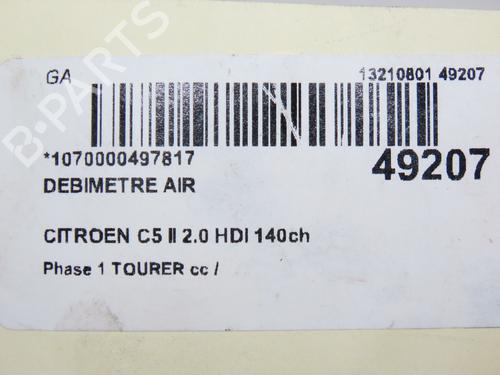 GA 13210801 49207
*1070000497817 49207
DEBIMETRE AIR
CITROEN C5 II 2.0 HDI 140ch
Phase 1 TOURER cc /
B-PARTS